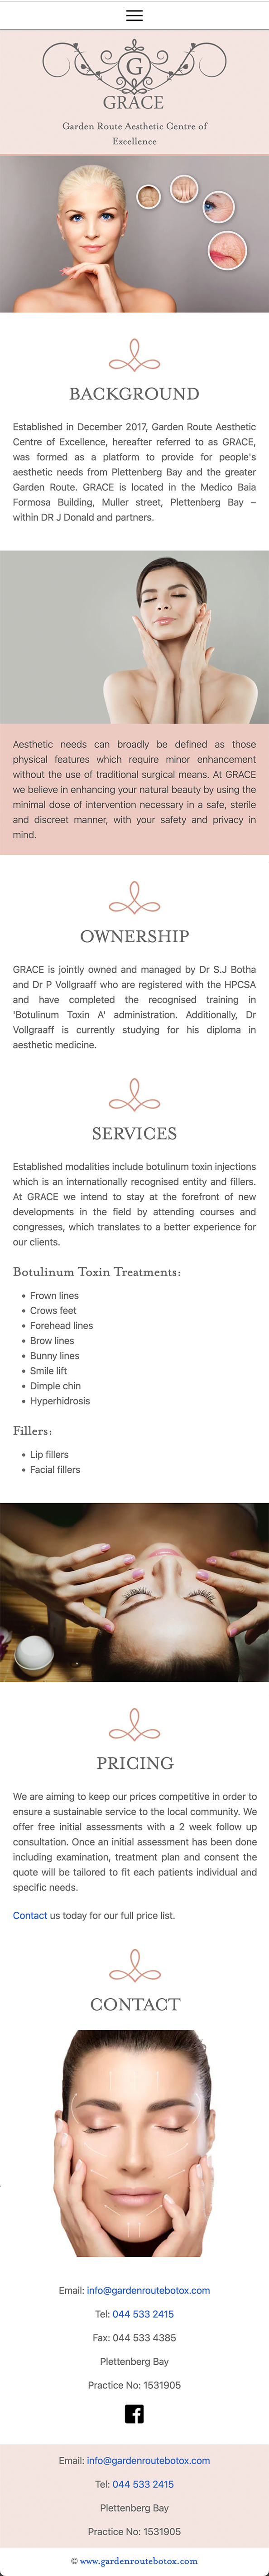 G
GRACE
Garden Route Aesthetic Centre of
Excellence
BACKGROUND
Established in December 2017, Garden Route Aesthetic
Centre of Excellence, hereafter referred to as GRACE,
was formed as a platform to provide for people's
aesthetic needs from Plettenberg Bay and the greater
Garden Route. GRACE is located in the Medico Baia
Formosa Building, Muller street, Plettenberg Bay –
within DR J Donald and partners.
Aesthetic needs can broadly be defined as those
physical features which require minor enhancement
without the use of traditional surgical means. At GRACE
we believe in enhancing your natural beauty by using the
minimal dose of intervention necessary in a safe, sterile
and discreet manner, with your safety and privacy in
mind.
OWNERSHIP
GRACE is jointly owned and managed by Dr S.J Botha
and Dr P Vollgraaff who are registered with the HPCSA
and have completed the recognised training in
'Botulinum Toxin A' administration. Additionally, Dr
Vollgraaff is currently studying for his diploma in
aesthetic medicine.
SERVICES
Established modalities include botulinum toxin injections
which is an internationally recognised entity and fillers.
At GRACE we intend to stay at the forefront of new
developments in the field by attending courses and
congresses, which translates to a better experience for
our clients.
Botulinum Toxin Treatments:
• Frown lines
• Crows feet
• Forehead lines
• Brow lines
• Bunny lines
• Smile lift
• Dimple chin
• Hyperhidrosis
Fillers:
• Lip fillers
• Facial fillers
PRICING
We are aiming to keep our prices competitive in order to
ensure a sustainable service to the local community. We
offer free initial assessments with a 2 week follow up
consultation. Once an initial assessment has been done
including examination, treatment plan and consent the
quote will be tailored to fit each patients individual and
specific needs.
Contact us today for our full price list.
CONTACT
Email: info@gardenroutebotox.com
Tel: 044 533 2415
Fax: 044 533 4385
Plettenberg Bay
Practice No: 1531905
Email: info@gardenroutebotox.com
Tel: 044 533 2415
Plettenberg Bay
Practice No: 1531905
© www.gardenroutebotox.com